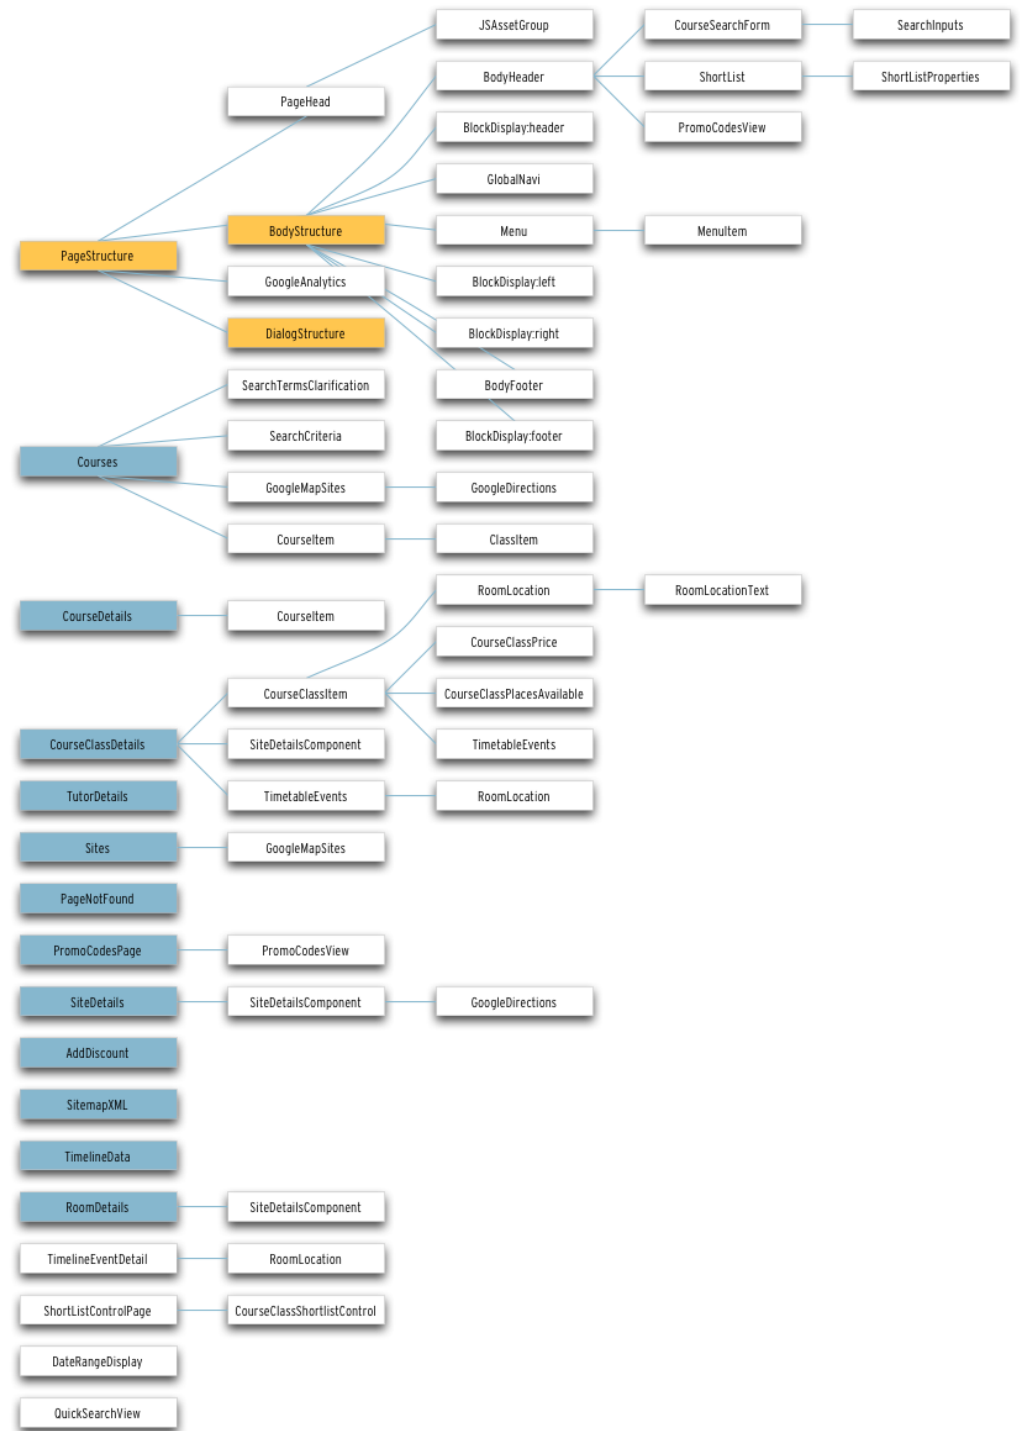 JSAssetGroup
CourseSearchForm
SearchInputs
BodyHeader
ShortList
ShortListProperties
PageHead
BlockDisplay:header
PromoCodesView
GlobalNavi
BodyStructure
Menu
MenuItem
PageStructure
GoogleAnalytics
BlockDisplay:left
DialogStructure
BlockDisplay:right
SearchTermsClarification
BodyFooter
SearchCriteria
BlockDisplay:footer
Courses
GoogleMapSites
GoogleDirections
CourseItem
ClassItem
RoomLocation
RoomLocationText
CourseDetails
CourseItem
CourseClassPrice
CourseClassItem
CourseClassPlacesAvailable
CourseClassDetails
SiteDetailsComponent
TimetableEvents
TutorDetails
TimetableEvents
RoomLocation
Sites
GoogleMapSites
PageNotFound
PromoCodesPage
PromoCodesView
SiteDetails
SiteDetailsComponent
GoogleDirections
AddDiscount
SitemapXML
TimelineData
RoomDetails
SiteDetailsComponent
TimelineEventDetail
RoomLocation
ShortListControlPage
CourseClassShortlistControl
DateRangeDisplay
QuickSearchView